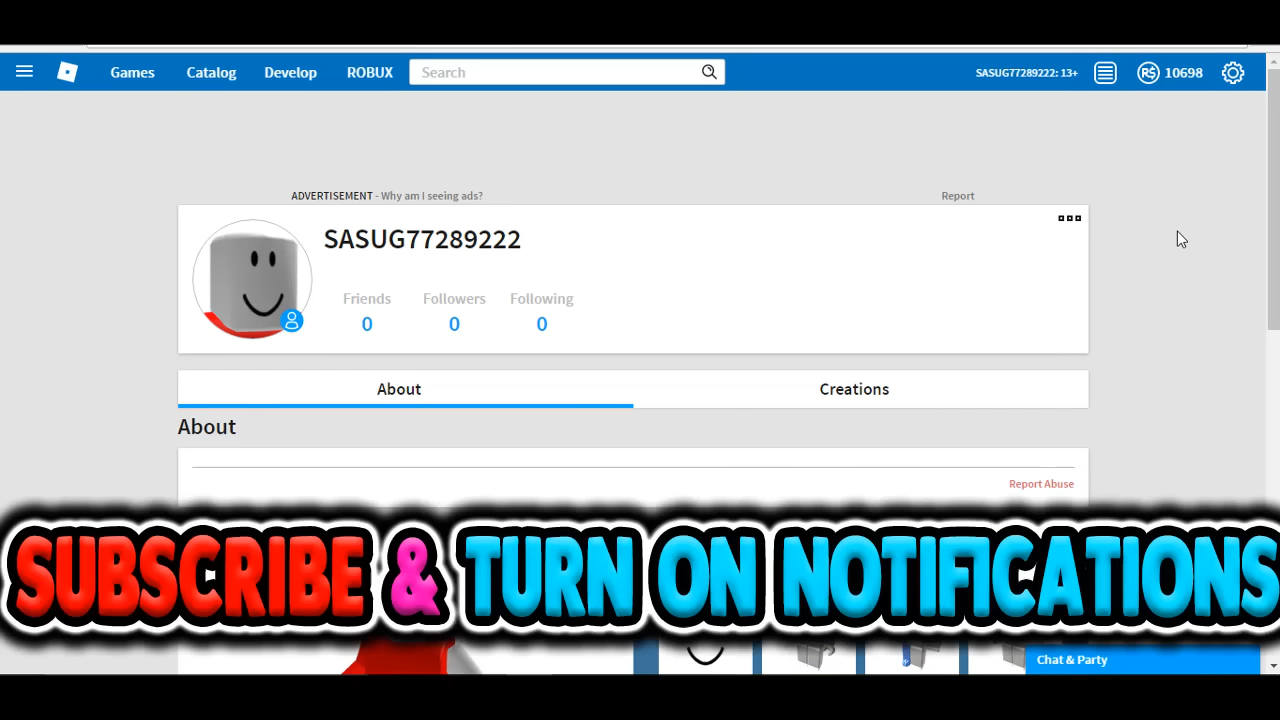 Games Catalog Develop ROBUX Search SASUG77289222: 13+ R$ 10698
ADVERTISEMENT - Why am I seeing ads? Report
SASUG77289222
Friends Followers Following
0 0 0
About Creations
About
Report Abuse
SUBSCRIBE & TURN ON NOTIFICATIONS
Chat & Party